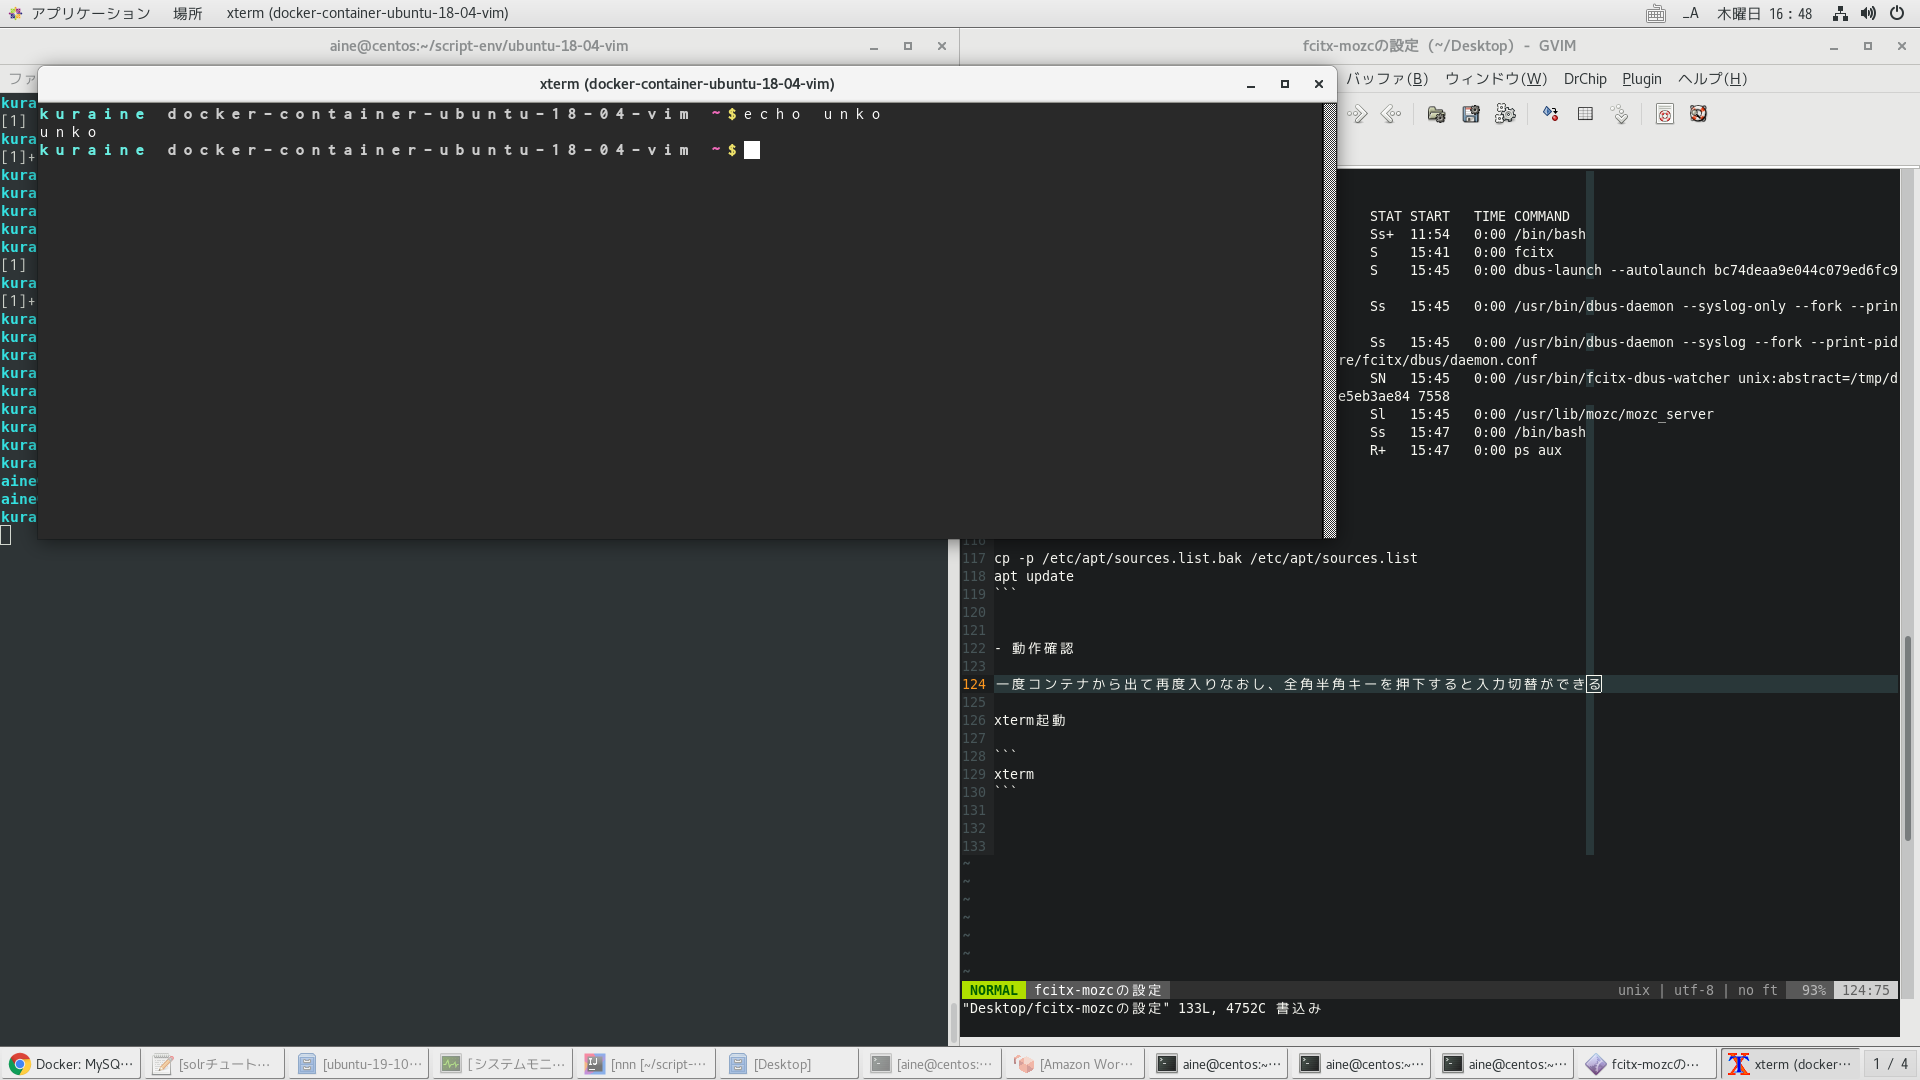 アプリケーション 場所 xterm (docker-container-ubuntu-18-04-vim) _A 木曜日 16：48
aine@centos:~/script-env/ubuntu-18-04-vim
fcitx-mozcの設定 (~/Desktop) - GVIM
ファ
バッファ(B) ウィンドウ(W) DrChip Plugin ヘルプ(H)
xterm (docker-container-ubuntu-18-04-vim)
kuraine docker-container-ubuntu-18-04-vim ~$echo unko
unko
kuraine docker-container-ubuntu-18-04-vim ~$
kura
[1]
kura
[1]+
kura
kura
kura
kura
kura
[1]
kura
[1]+
kura
kura
kura
kura
kura
kura
kura
kura
kura
aine
aine
kura
STAT START TIME COMMAND
Ss+ 11:54 0:00 /bin/bash
S 15:41 0:00 fcitx
S 15:45 0:00 dbus-launch --autolaunch bc74deaa9e044c079ed6fc9
Ss 15:45 0:00 /usr/bin/dbus-daemon --syslog-only --fork --prin
Ss 15:45 0:00 /usr/bin/dbus-daemon --syslog --fork --print-pid
re/fcitx/dbus/daemon.conf
SN 15:45 0:00 /usr/bin/fcitx-dbus-watcher unix:abstract=/tmp/d
e5eb3ae84 7558
Sl 15:45 0:00 /usr/lib/mozc/mozc_server
Ss 15:47 0:00 /bin/bash
R+ 15:47 0:00 ps aux
116
117 cp -p /etc/apt/sources.list.bak /etc/apt/sources.list
118 apt update
119 ```
120
121
122 - 動作確認
123
124 一度コンテナから出て再度入りなおし、全角半角キーを押下すると入力切替ができる
125
126 xterm起動
127
128 ```
129 xterm
130 ```
131
132
133
~
~
~
~
~
~
~
NORMAL fcitx-mozcの設定 unix | utf-8 | no ft 93% 124:75
"Desktop/fcitx-mozcの設定" 133L, 4752C 書込み
Docker: MySQ… [solrチュート… [ubuntu-19-10… [システムモニ… [nnn [~/script-… [Desktop] [aine@centos:… [Amazon Wor… aine@centos:~… aine@centos:~… aine@centos:~… fcitx-mozcの… xterm (docker-… 1 / 4